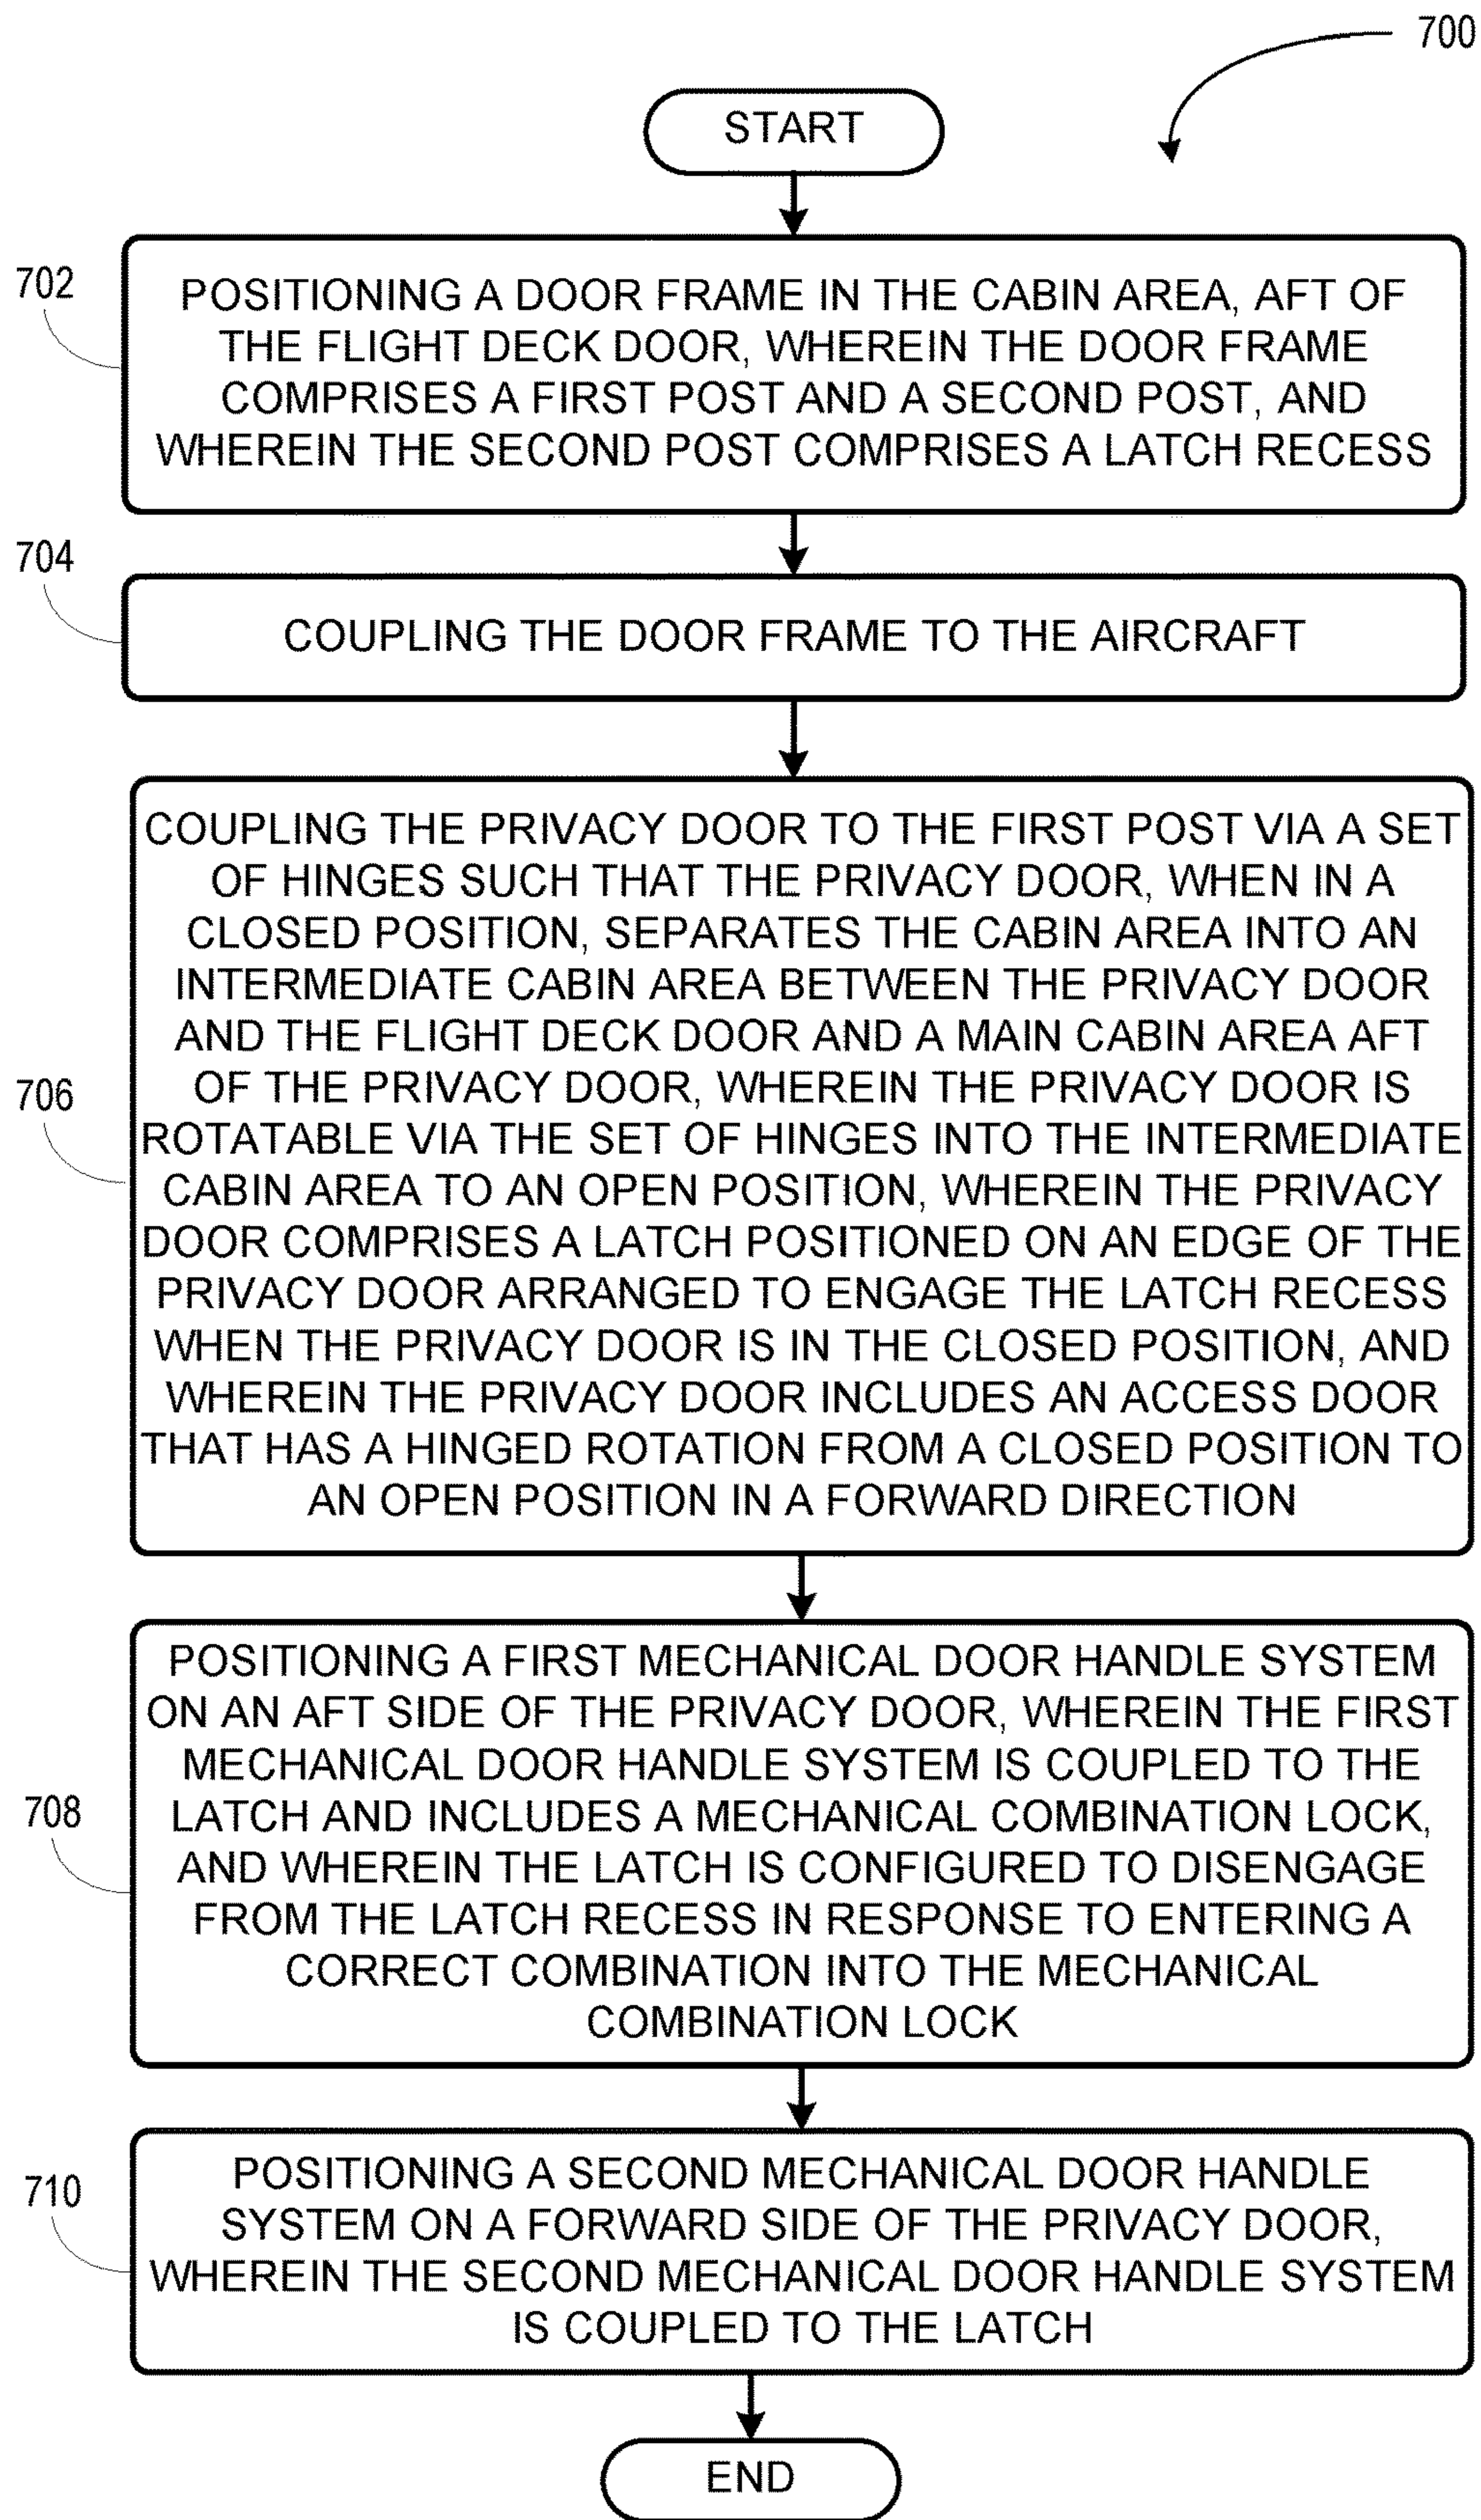 700
START
702
POSITIONING A DOOR FRAME IN THE CABIN AREA, AFT OF
THE FLIGHT DECK DOOR, WHEREIN THE DOOR FRAME
COMPRISES A FIRST POST AND A SECOND POST, AND
WHEREIN THE SECOND POST COMPRISES A LATCH RECESS
704
COUPLING THE DOOR FRAME TO THE AIRCRAFT
706
COUPLING THE PRIVACY DOOR TO THE FIRST POST VIA A SET
OF HINGES SUCH THAT THE PRIVACY DOOR, WHEN IN A
CLOSED POSITION, SEPARATES THE CABIN AREA INTO AN
INTERMEDIATE CABIN AREA BETWEEN THE PRIVACY DOOR
AND THE FLIGHT DECK DOOR AND A MAIN CABIN AREA AFT
OF THE PRIVACY DOOR, WHEREIN THE PRIVACY DOOR IS
ROTATABLE VIA THE SET OF HINGES INTO THE INTERMEDIATE
CABIN AREA TO AN OPEN POSITION, WHEREIN THE PRIVACY
DOOR COMPRISES A LATCH POSITIONED ON AN EDGE OF THE
PRIVACY DOOR ARRANGED TO ENGAGE THE LATCH RECESS
WHEN THE PRIVACY DOOR IS IN THE CLOSED POSITION, AND
WHEREIN THE PRIVACY DOOR INCLUDES AN ACCESS DOOR
THAT HAS A HINGED ROTATION FROM A CLOSED POSITION TO
AN OPEN POSITION IN A FORWARD DIRECTION
708
POSITIONING A FIRST MECHANICAL DOOR HANDLE SYSTEM
ON AN AFT SIDE OF THE PRIVACY DOOR, WHEREIN THE FIRST
MECHANICAL DOOR HANDLE SYSTEM IS COUPLED TO THE
LATCH AND INCLUDES A MECHANICAL COMBINATION LOCK,
AND WHEREIN THE LATCH IS CONFIGURED TO DISENGAGE
FROM THE LATCH RECESS IN RESPONSE TO ENTERING A
CORRECT COMBINATION INTO THE MECHANICAL
COMBINATION LOCK
710
POSITIONING A SECOND MECHANICAL DOOR HANDLE
SYSTEM ON A FORWARD SIDE OF THE PRIVACY DOOR,
WHEREIN THE SECOND MECHANICAL DOOR HANDLE SYSTEM
IS COUPLED TO THE LATCH
END